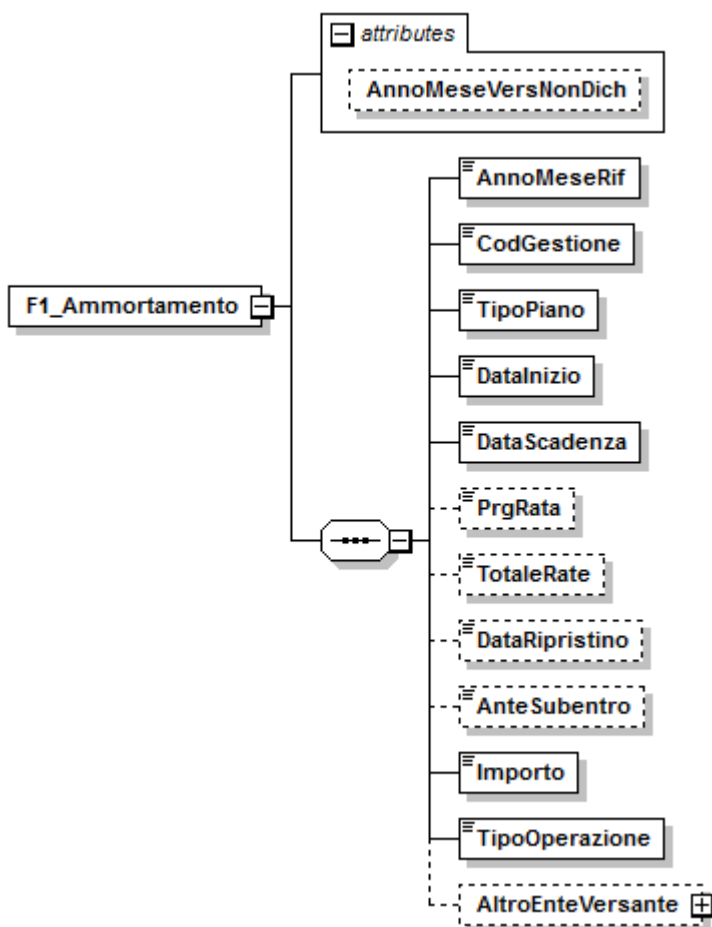 attributes
AnnoMeseVersNonDich
AnnoMeseRif
CodGestione
F1_Ammortamento
TipoPiano
DataInizio
DataScadenza
PrgRata
TotaleRate
DataRipristino
AnteSubentro
Importo
TipoOperazione
AltroEnteVersante